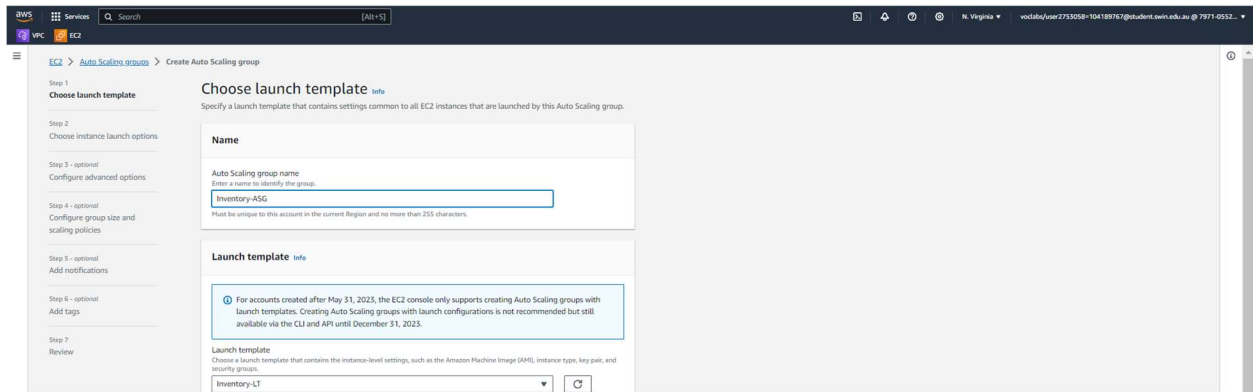 aws
Services
Search
[Alt+S]
N. Virginia
voclabs/user2753058=104189767@student.swin.edu.au @ 7971-0552...
VPC
EC2
EC2 > Auto Scaling groups > Create Auto Scaling group
Step 1
Choose launch template
Step 2
Choose instance launch options
Step 3 - optional
Configure advanced options
Step 4 - optional
Configure group size and
scaling policies
Step 5 - optional
Add notifications
Step 6 - optional
Add tags
Step 7
Review
Choose launch template Info
Specify a launch template that contains settings common to all EC2 instances that are launched by this Auto Scaling group.
Name
Auto Scaling group name
Enter a name to identify the group.
Inventory-ASG
Must be unique to this account in the current Region and no more than 255 characters.
Launch template Info
For accounts created after May 31, 2023, the EC2 console only supports creating Auto Scaling groups with
launch templates. Creating Auto Scaling groups with launch configurations is not recommended but still
available via the CLI and API until December 31, 2023.
Launch template
Choose a launch template that contains the instance-level settings, such as the Amazon Machine Image (AMI), instance type, key pair, and
security groups.
Inventory-LT